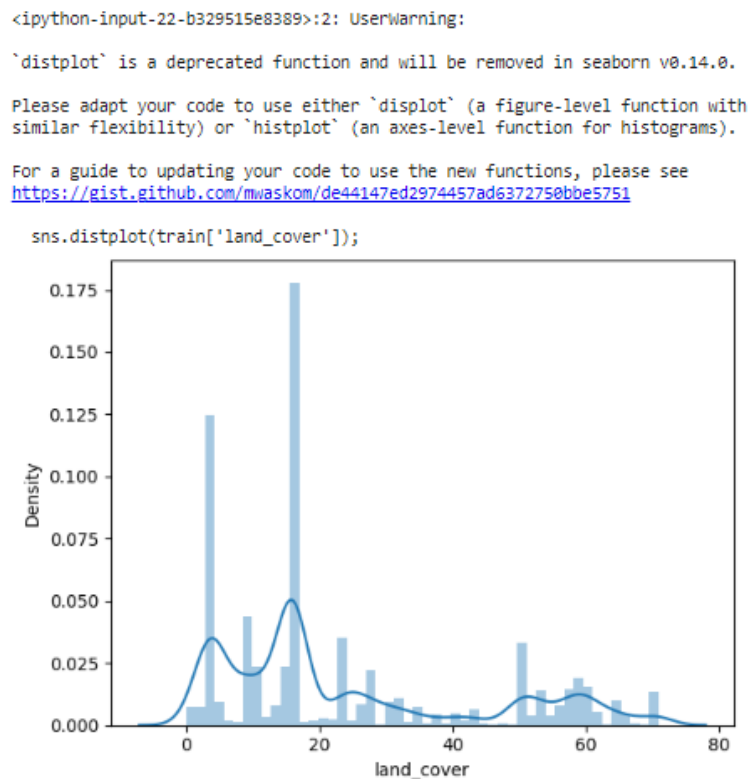 <ipython-input-22-b329515e8389>:2: UserWarning:
`distplot` is a deprecated function and will be removed in seaborn v0.14.0.
Please adapt your code to use either `displot` (a figure-level function with
similar flexibility) or `histplot` (an axes-level function for histograms).
For a guide to updating your code to use the new functions, please see
https://gist.github.com/mwaskom/de44147ed2974457ad6372750bbe5751
sns.distplot(train['land_cover']);
0.175
0.150
0.125
0.100
0.075
0.050
0.025
0.000
Density
0 20 40 60 80
land_cover